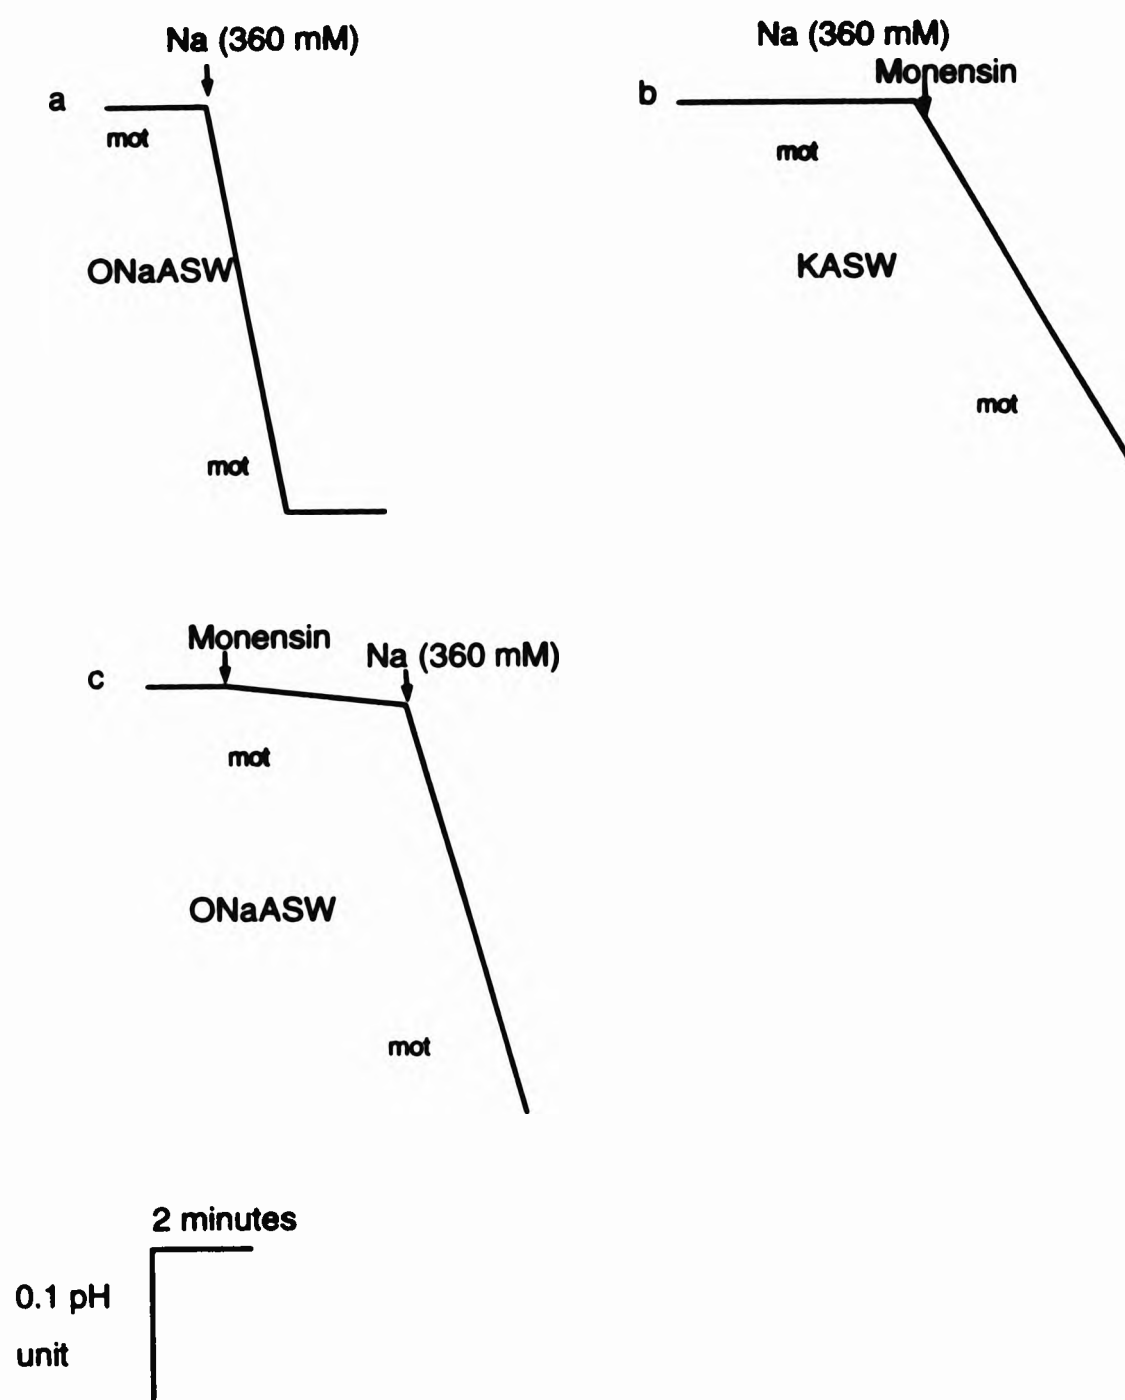 Na (360 mM)
a
mot
ONaASW
mot
Na (360 mM)
Monensin
b
mot
KASW
mot
Monensin
Na (360 mM)
c
mot
ONaASW
mot
2 minutes
0.1 pH
unit